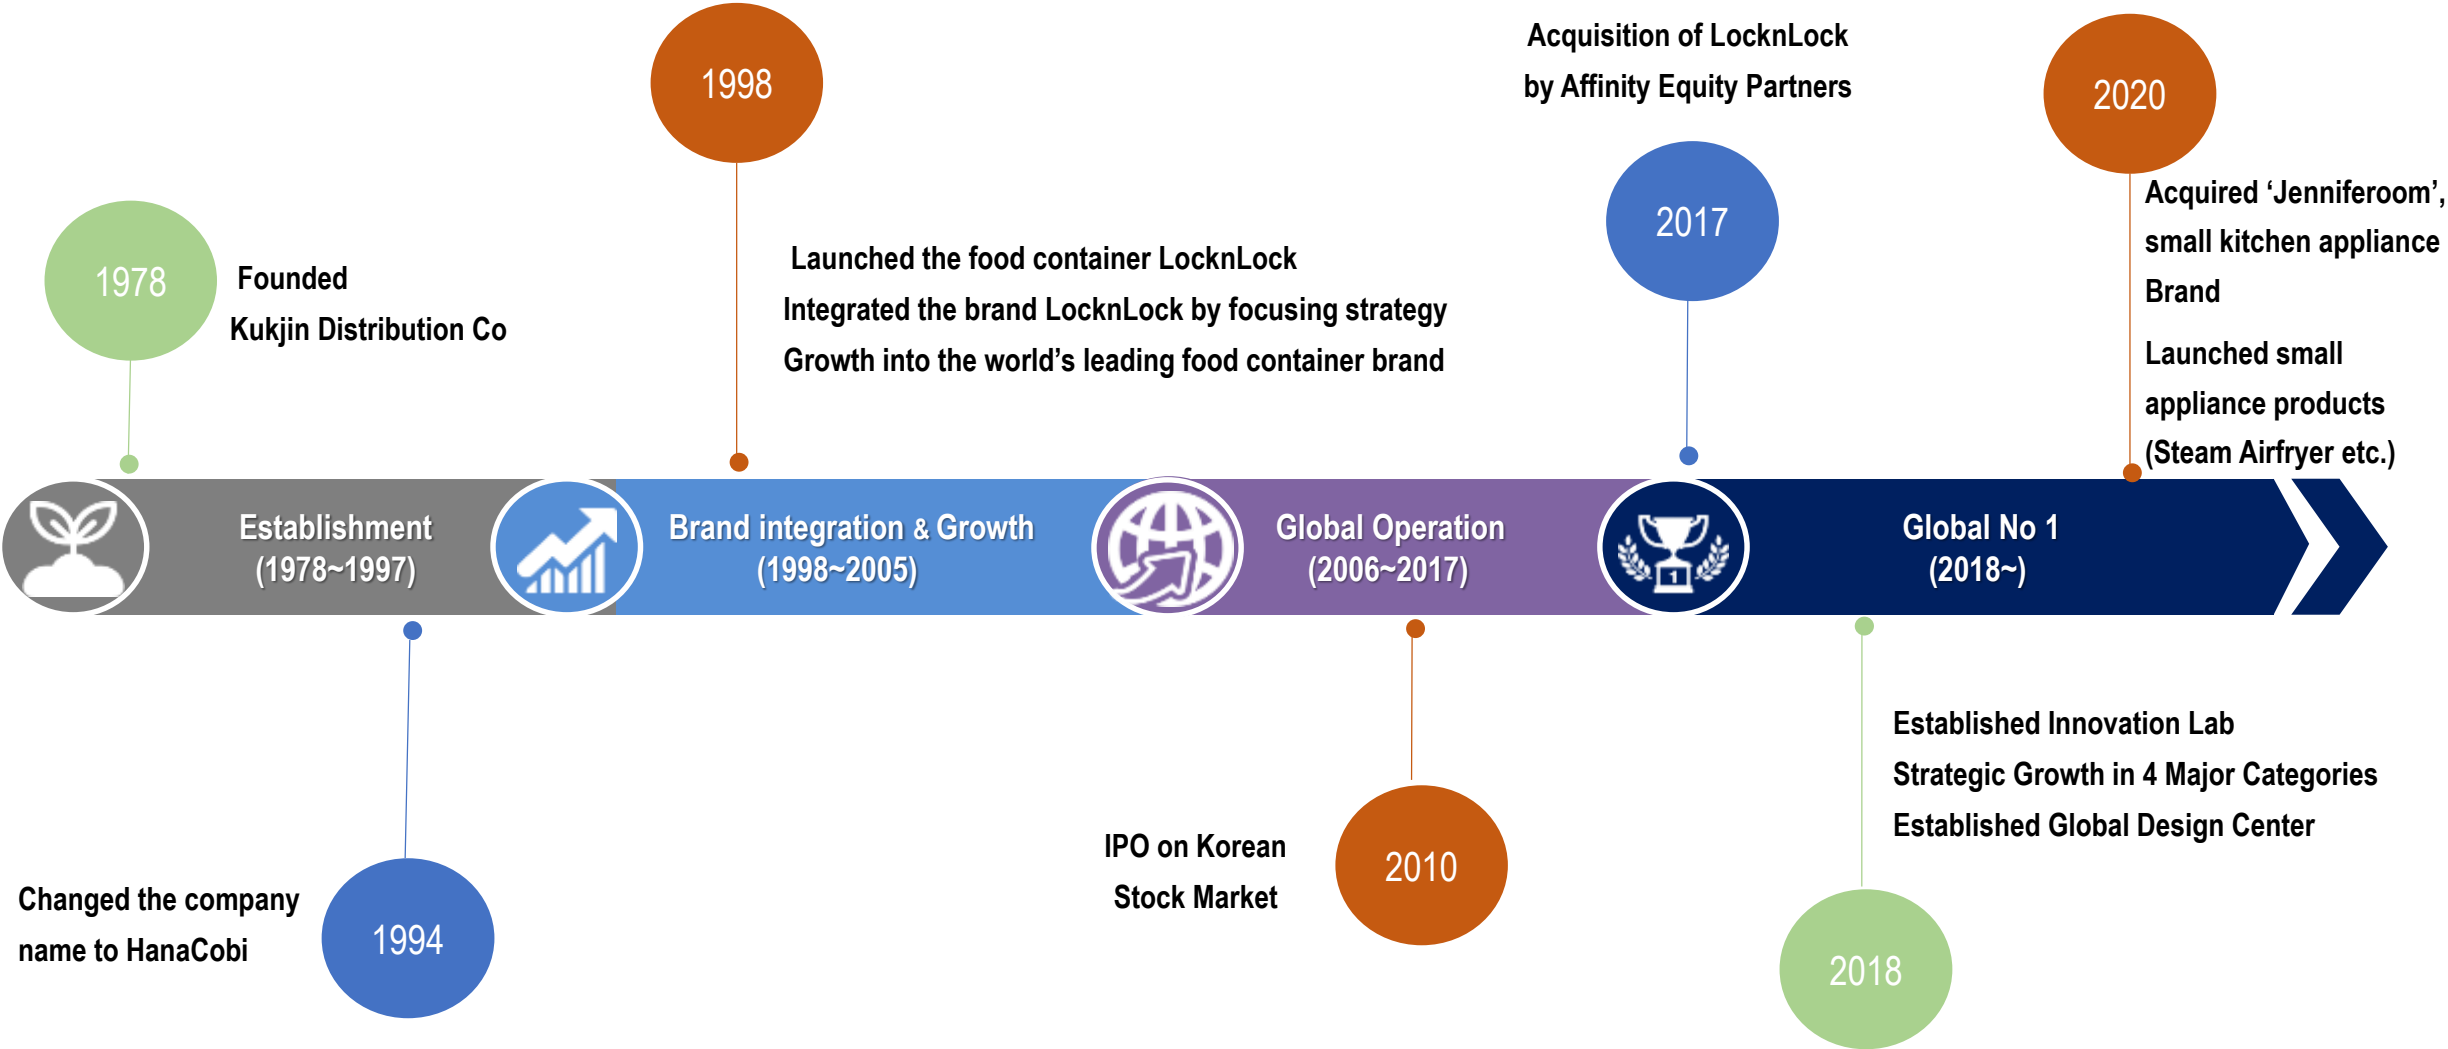 1978
Founded
Kukjin Distribution Co
1998
Launched the food container LocknLock
Integrated the brand LocknLock by focusing strategy
Growth into the world’s leading food container brand
Acquisition of LocknLock
by Affinity Equity Partners
2017
2020
Acquired ‘Jenniferoom’,
small kitchen appliance
Brand
Launched small
appliance products
(Steam Airfryer etc.)
Establishment
(1978~1997)
Brand integration & Growth
(1998~2005)
Global Operation
(2006~2017)
1
Global No 1
(2018~)
Changed the company
name to HanaCobi
1994
IPO on Korean
Stock Market
2010
Established Innovation Lab
Strategic Growth in 4 Major Categories
Established Global Design Center
2018